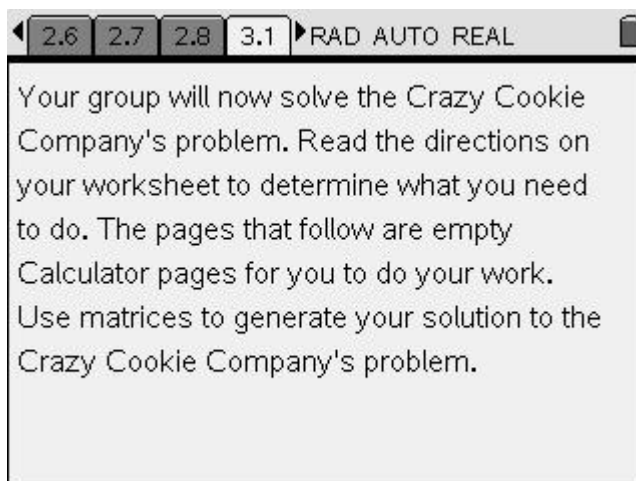 2.6 2.7 2.8 3.1 RAD AUTO REAL
Your group will now solve the Crazy Cookie
Company's problem. Read the directions on
your worksheet to determine what you need
to do. The pages that follow are empty
Calculator pages for you to do your work.
Use matrices to generate your solution to the
Crazy Cookie Company's problem.